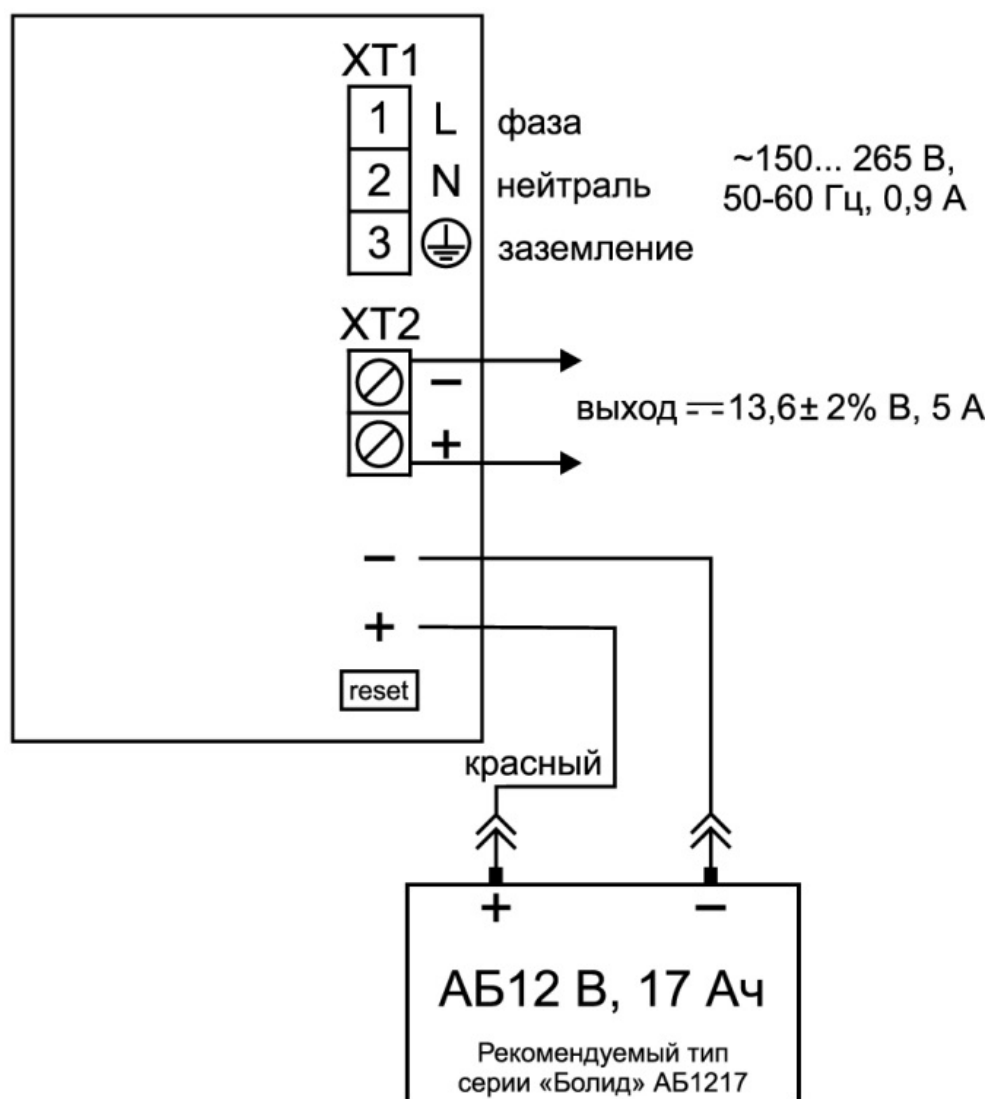 XT1
1 L фаза
2 N нейтраль
3 заземление
~150... 265 В,
50-60 Гц, 0,9 А
XT2
−
+
выход 13,6± 2% В, 5 А
−
+
reset
красный
+ −
АБ12 В, 17 Ач
Рекомендуемый тип
серии «Болид» АБ1217